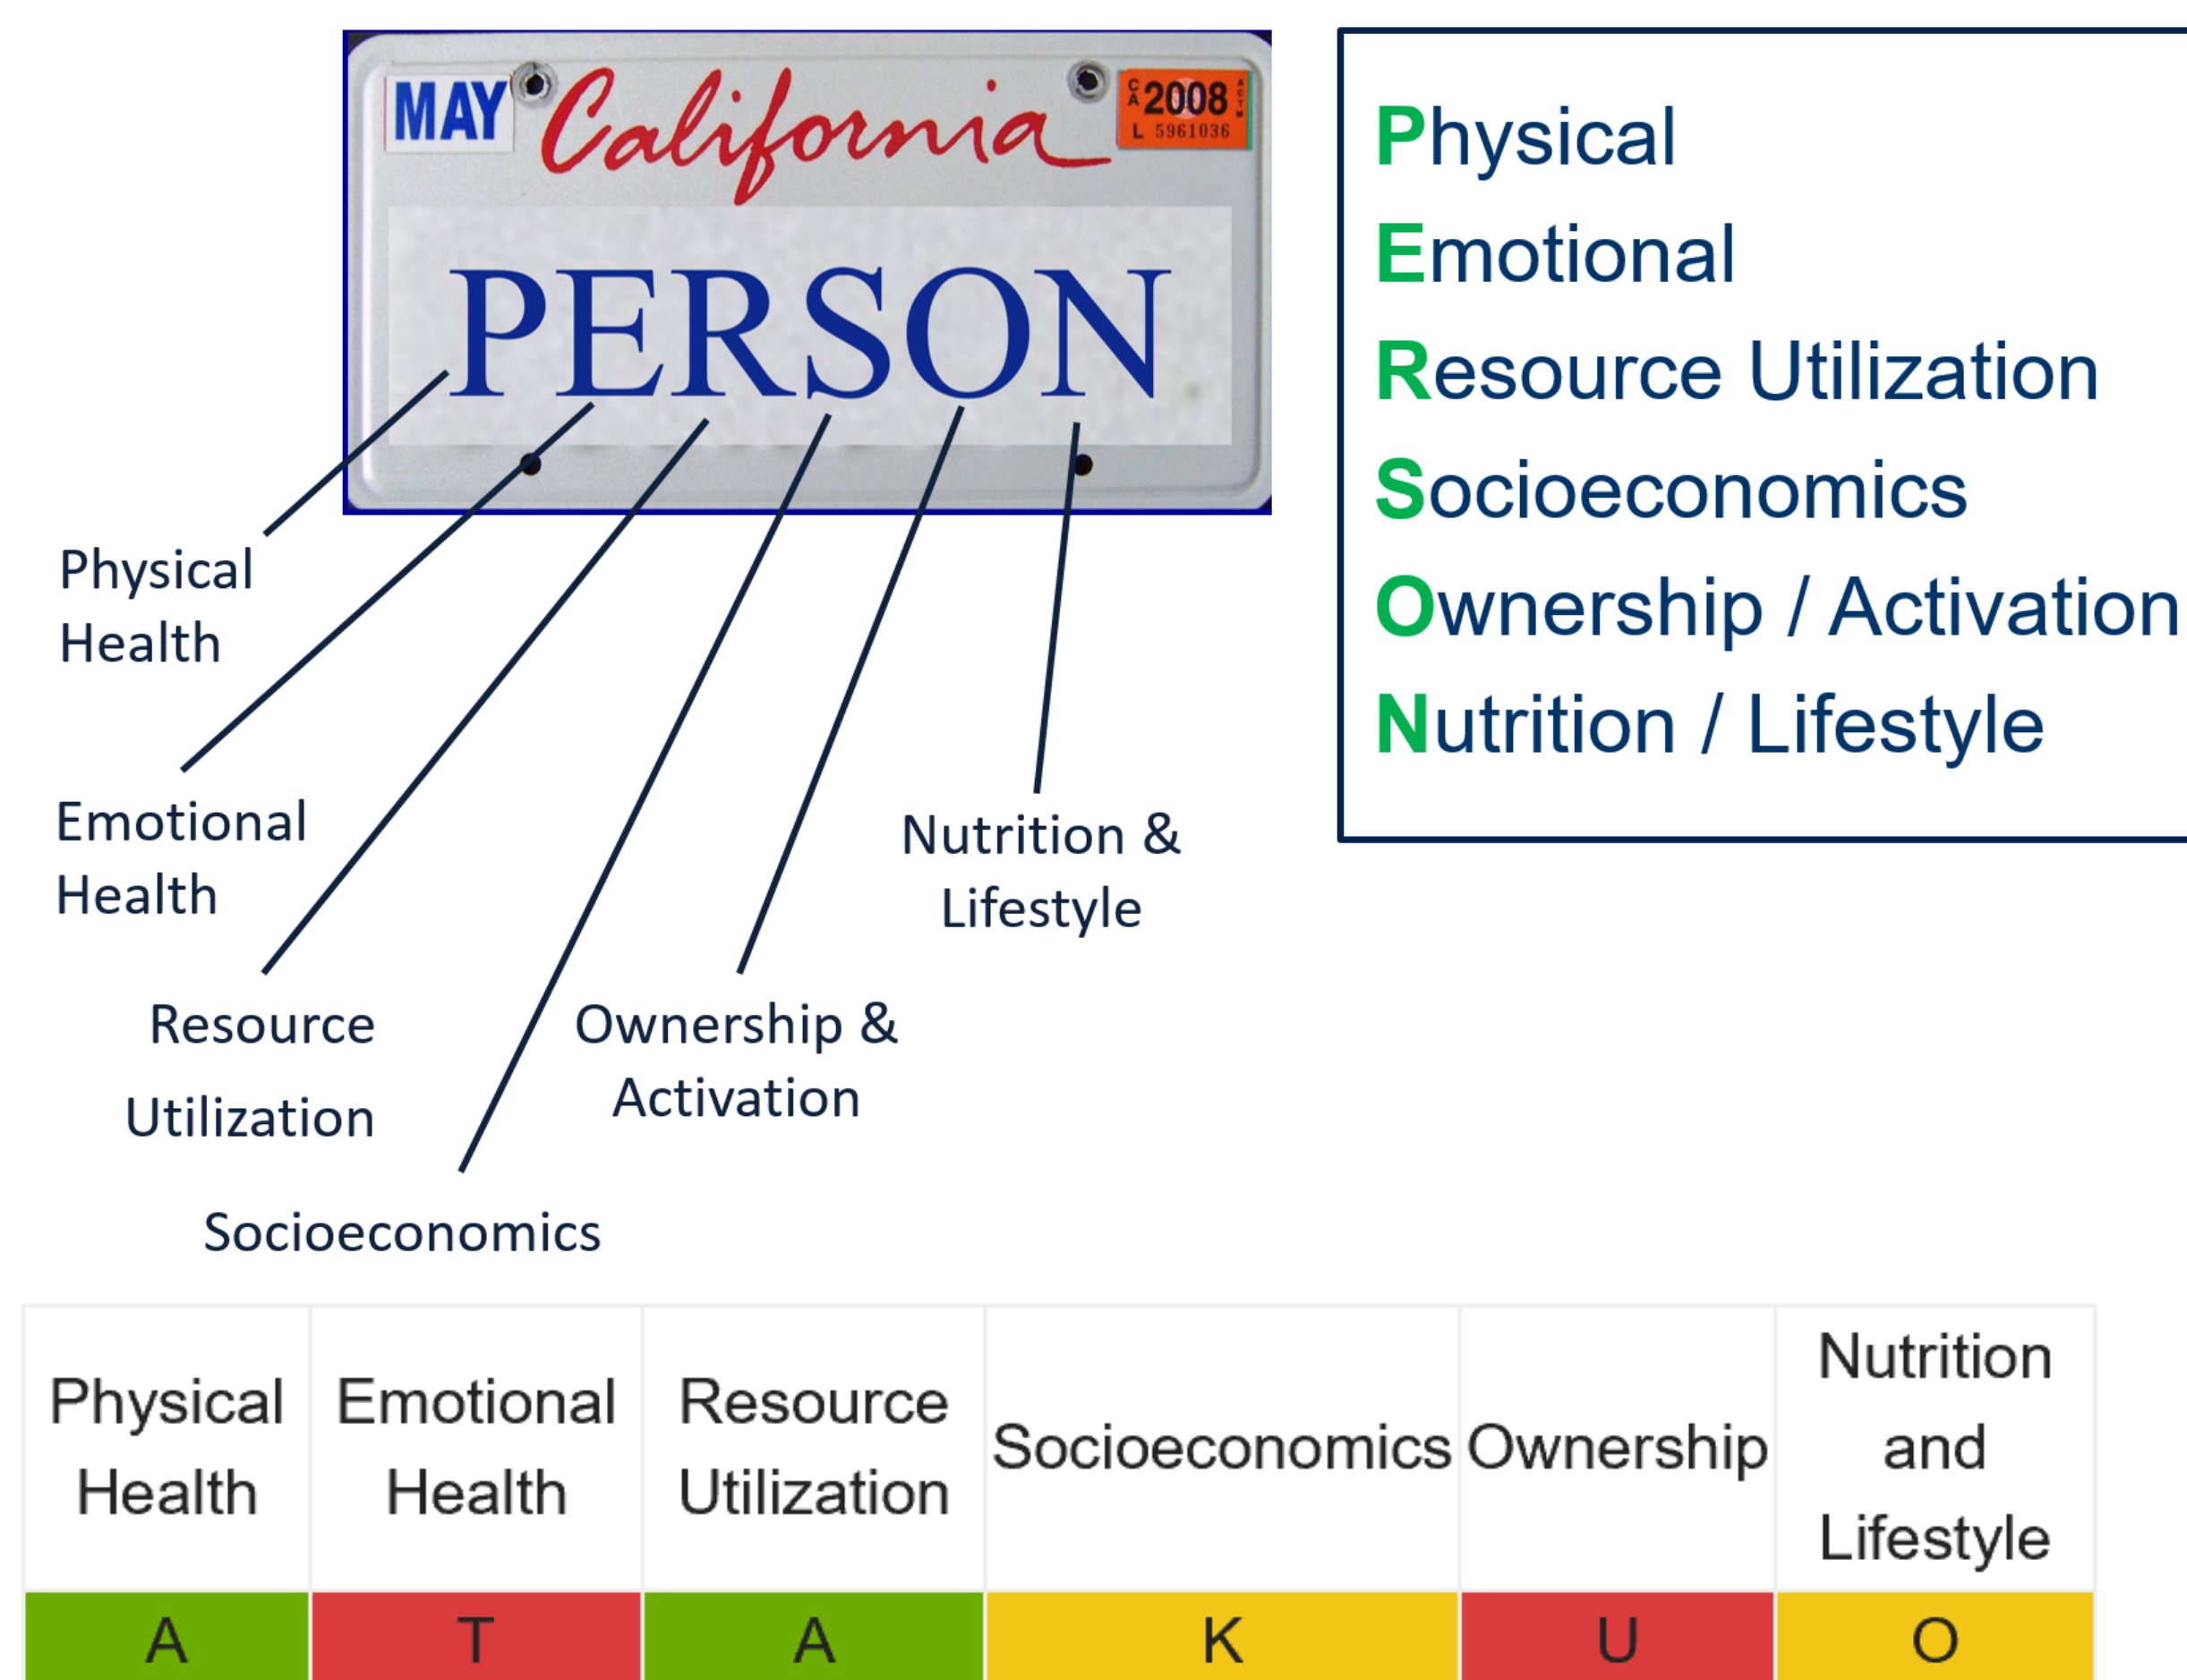 MAY California CA 2008 ACTM
L 5961036
PERSON
Physical
Health
Emotional
Health
Resource
Utilization
Socioeconomics
Ownership &
Activation
Nutrition &
Lifestyle
Physical
Emotional
Resource Utilization
Socioeconomics
Ownership / Activation
Nutrition / Lifestyle
Physical
Health
Emotional
Health
Resource
Utilization
Socioeconomics
Ownership
Nutrition
and
Lifestyle
A T A K U O